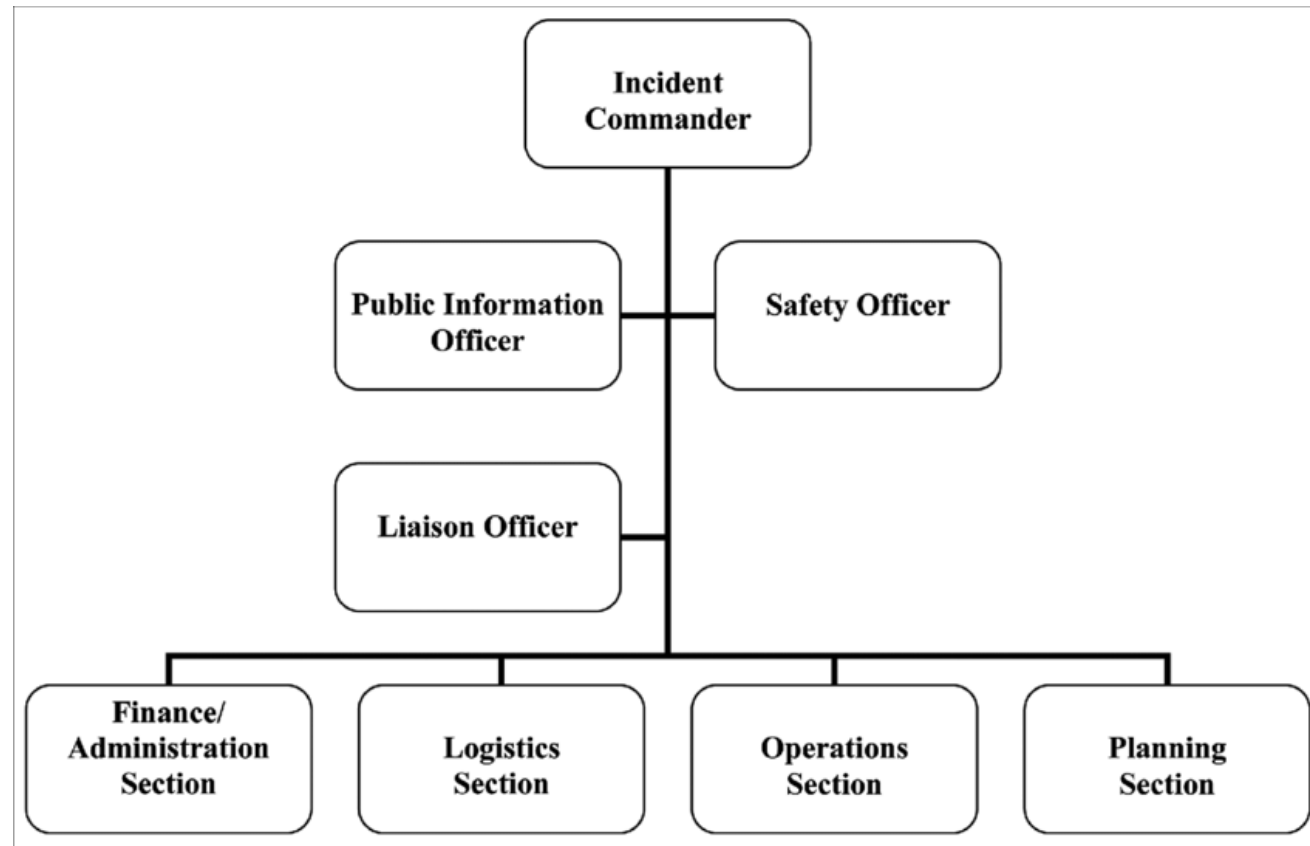 Incident
Commander
Public Information
Officer
Safety Officer
Liaison Officer
Finance/
Administration
Section
Logistics
Section
Operations
Section
Planning
Section